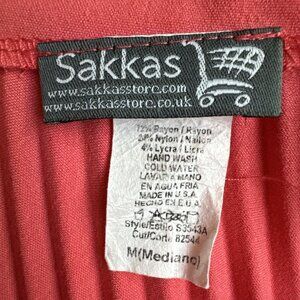 Sakkas
www.sakkasstore.com
www.sakkasstore.co.uk
72% Rayon / Rayon
24% Nylon / Nailon
4% Lycra / Licra
HAND WASH
COLD WATER
LAVAR A MANO
EN AGUA FRIA
MADE IN U.S.A
HECHO EN E.U.A
Style/Estilo S3543A
Cut/Corte 82544
M(Mediano)